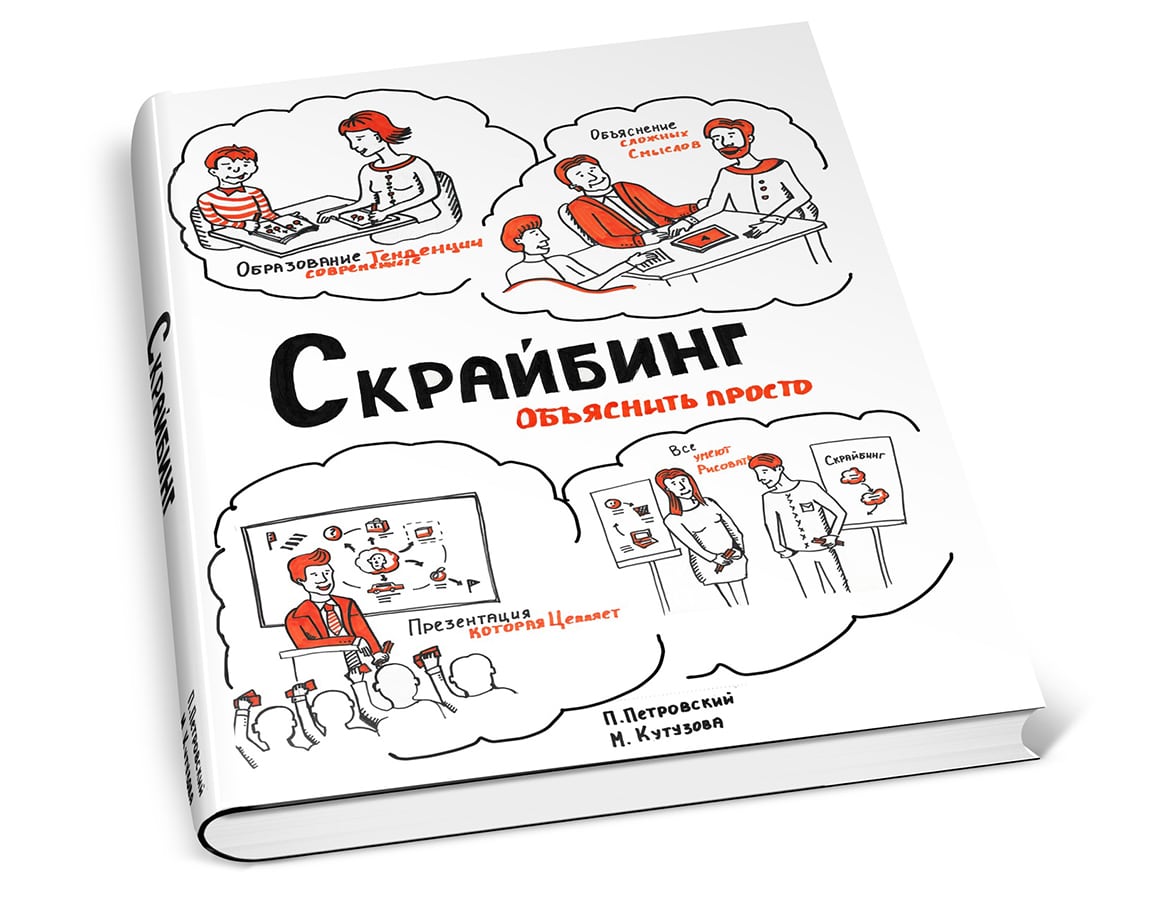 Объяснение
сложных
Смыслов
Образование Тенденции
современные
Скрайбинг
Объяснить просто
Все
умеют
Рисовать
Скрайбинг
Презентация
которая Цепляет
П. Петровский
М. Кутузова
Скрайбинг
П. Петровский
М. Кутузова